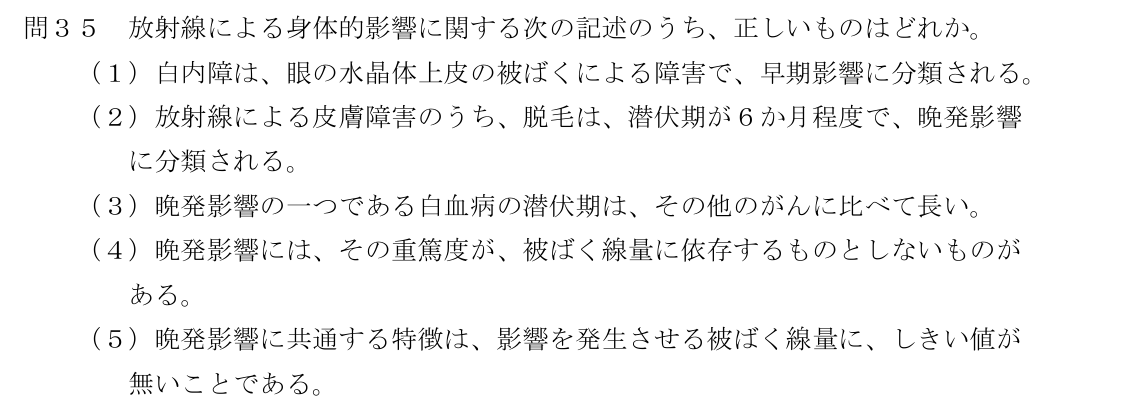 問３５　放射線による身体的影響に関する次の記述のうち、正しいものはどれか。
（１）白内障は、眼の水晶体上皮の被ばくによる障害で、早期影響に分類される。
（２）放射線による皮膚障害のうち、脱毛は、潜伏期が６か月程度で、晩発影響
に分類される。
（３）晩発影響の一つである白血病の潜伏期は、その他のがんに比べて長い。
（４）晩発影響には、その重篤度が、被ばく線量に依存するものとしないものが
ある。
（５）晩発影響に共通する特徴は、影響を発生させる被ばく線量に、しきい値が
無いことである。